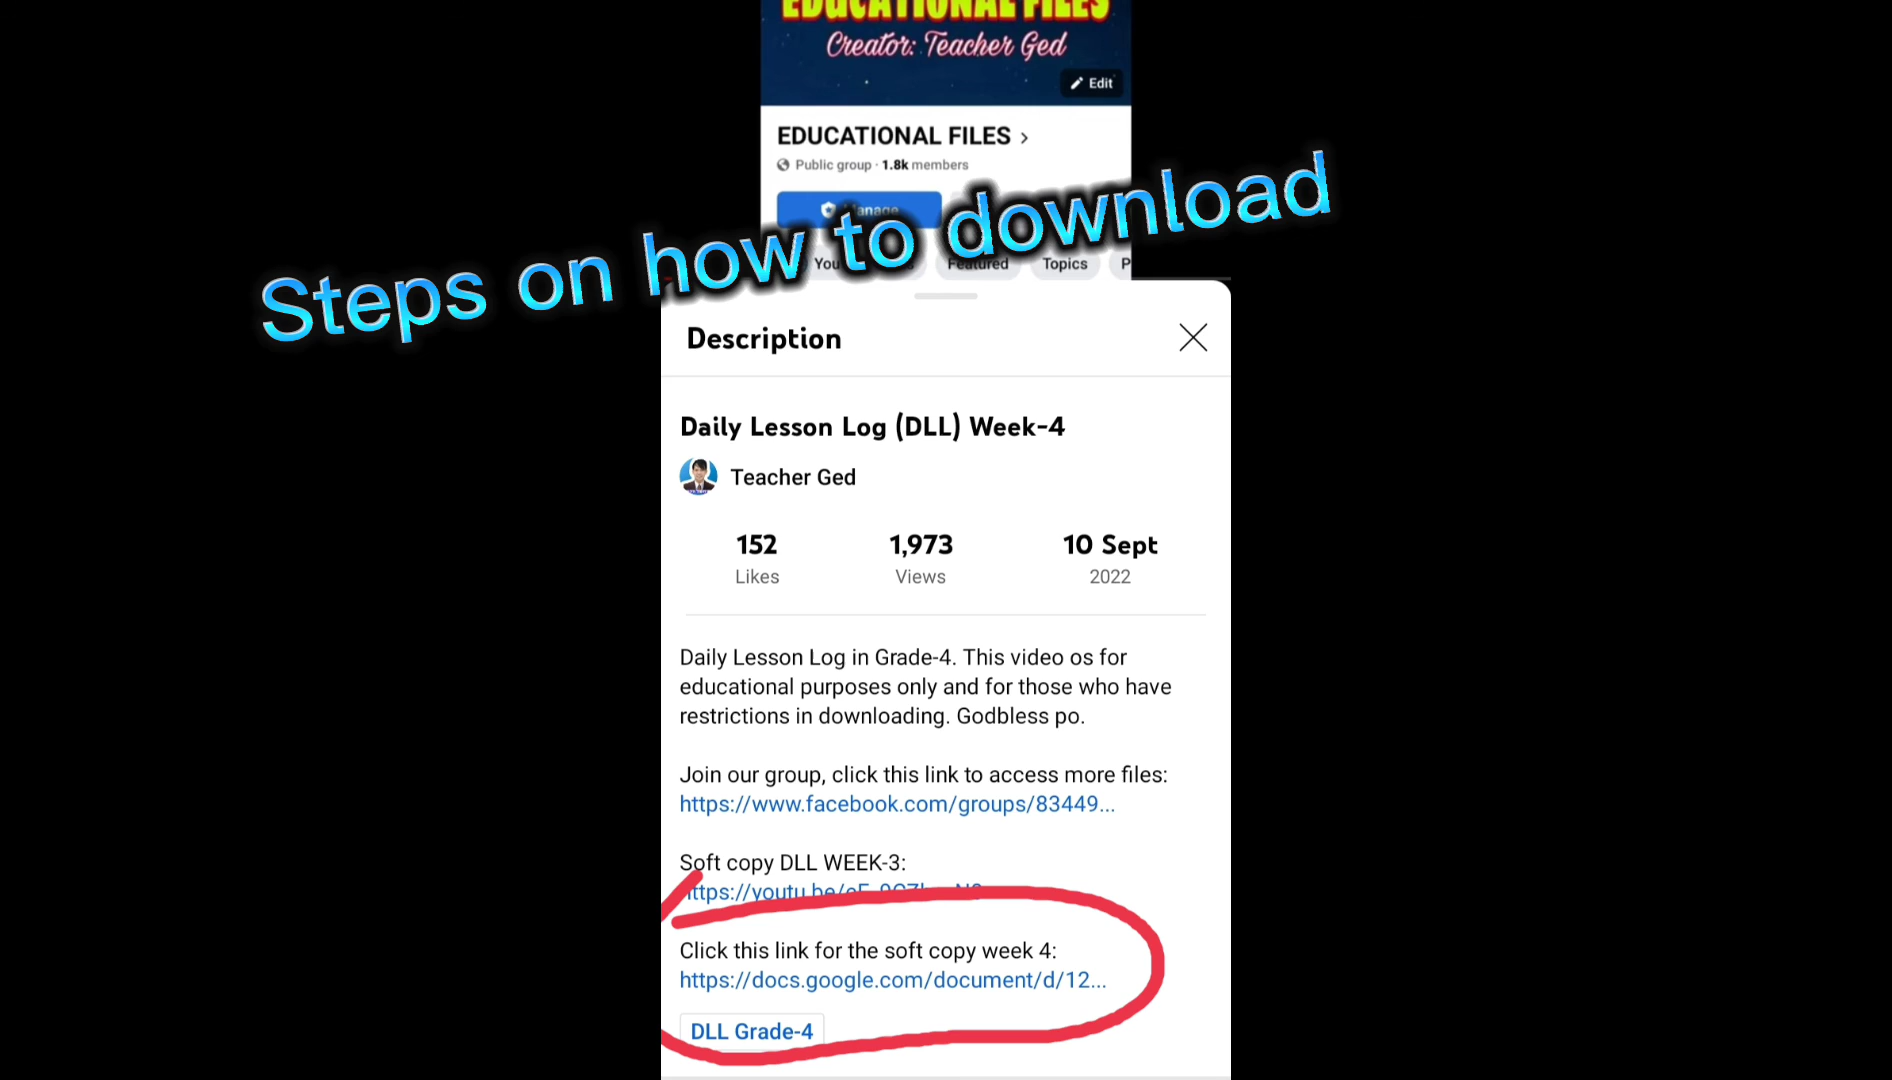 EDUCATIONAL FILES
Creator: Teacher Ged
Edit
EDUCATIONAL FILES >
Public group · 1.8k members
Manage
Steps on how to download
You
Featured
Topics
P
Description
Daily Lesson Log (DLL) Week-4
Teacher Ged
152
1,973
10 Sept
Likes
Views
2022
Daily Lesson Log in Grade-4. This video os for
educational purposes only and for those who have
restrictions in downloading. Godbless po.
Join our group, click this link to access more files:
https://www.facebook.com/groups/83449...
Soft copy DLL WEEK-3:
Click this link for the soft copy week 4:
https://docs.google.com/document/d/12...
DLL Grade-4